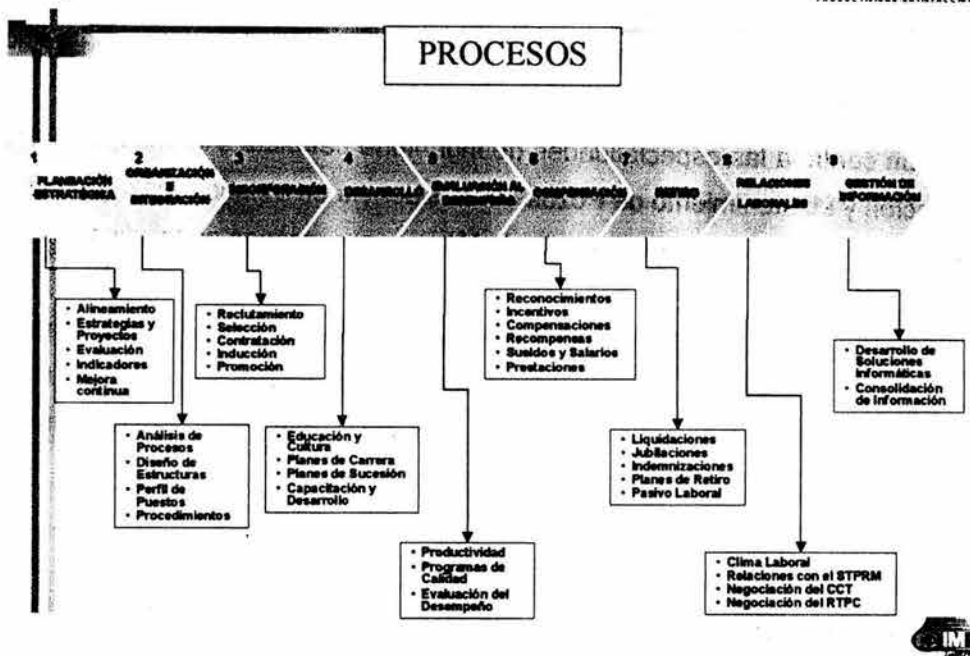 PROCESOS
1
PLANEACIÓN
ESTRATÉGICA
2
ORGANIZACIÓN
E
INTEGRACIÓN
3
INCORPORACIÓN
4
DESARROLLO
5
EVALUACIÓN AL
DESEMPEÑO
6
COMPENSACIÓN
7
RETIRO
8
RELACIONES
LABORALES
9
GESTIÓN DE
INFORMACIÓN
• Alineamiento
• Estrategias y
Proyectos
• Evaluación
• Indicadores
• Mejora
continua
• Análisis de
Procesos
• Diseño de
Estructuras
• Perfil de
Puestos
• Procedimientos
• Reclutamiento
• Selección
• Contratación
• Inducción
• Promoción
• Educación y
Cultura
• Planes de Carrera
• Planes de Sucesión
• Capacitación y
Desarrollo
• Productividad
• Programas de
Calidad
• Evaluación del
Desempeño
• Reconocimientos
• Incentivos
• Compensaciones
• Recompensas
• Sueldos y Salarios
• Prestaciones
• Liquidaciones
• Jubilaciones
• Indemnizaciones
• Planes de Retiro
• Pasivo Laboral
• Clima Laboral
• Relaciones con el STPRM
• Negociación del CCT
• Negociación del RTPC
• Desarrollo de
Soluciones
Informáticas
• Consolidación
de Información
IM